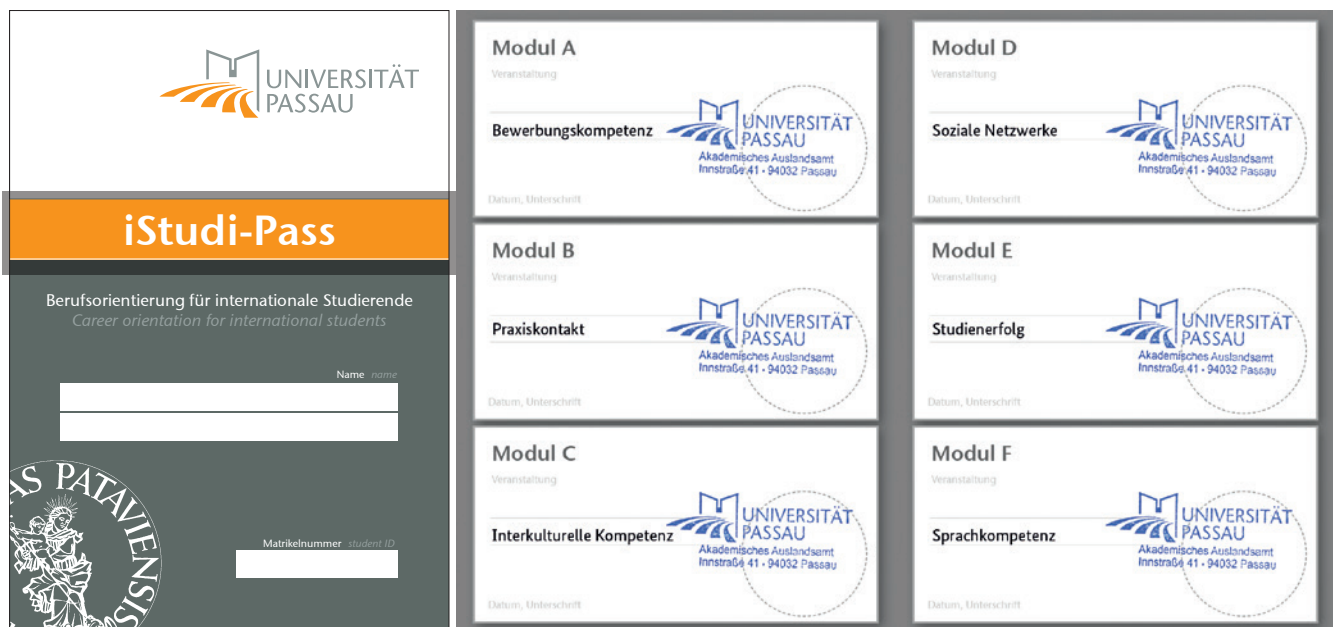 UNIVERSITÄT
PASSAU
iStudi-Pass
Berufsorientierung für internationale Studierende
Career orientation for international students
Name name
Matrikelnummer student ID
AS PATAVIENSIS
Modul A
Veranstaltung
Bewerbungskompetenz
UNIVERSITÄT
PASSAU
Akademisches Auslandsamt
Innstraße 41 - 94032 Passau
Datum, Unterschrift
Modul B
Veranstaltung
Praxiskontakt
UNIVERSITÄT
PASSAU
Akademisches Auslandsamt
Innstraße 41 - 94032 Passau
Datum, Unterschrift
Modul C
Veranstaltung
Interkulturelle Kompetenz
UNIVERSITÄT
PASSAU
Akademisches Auslandsamt
Innstraße 41 - 94032 Passau
Datum, Unterschrift
Modul D
Veranstaltung
Soziale Netzwerke
UNIVERSITÄT
PASSAU
Akademisches Auslandsamt
Innstraße 41 - 94032 Passau
Datum, Unterschrift
Modul E
Veranstaltung
Studienerfolg
UNIVERSITÄT
PASSAU
Akademisches Auslandsamt
Innstraße 41 - 94032 Passau
Datum, Unterschrift
Modul F
Veranstaltung
Sprachkompetenz
UNIVERSITÄT
PASSAU
Akademisches Auslandsamt
Innstraße 41 - 94032 Passau
Datum, Unterschrift